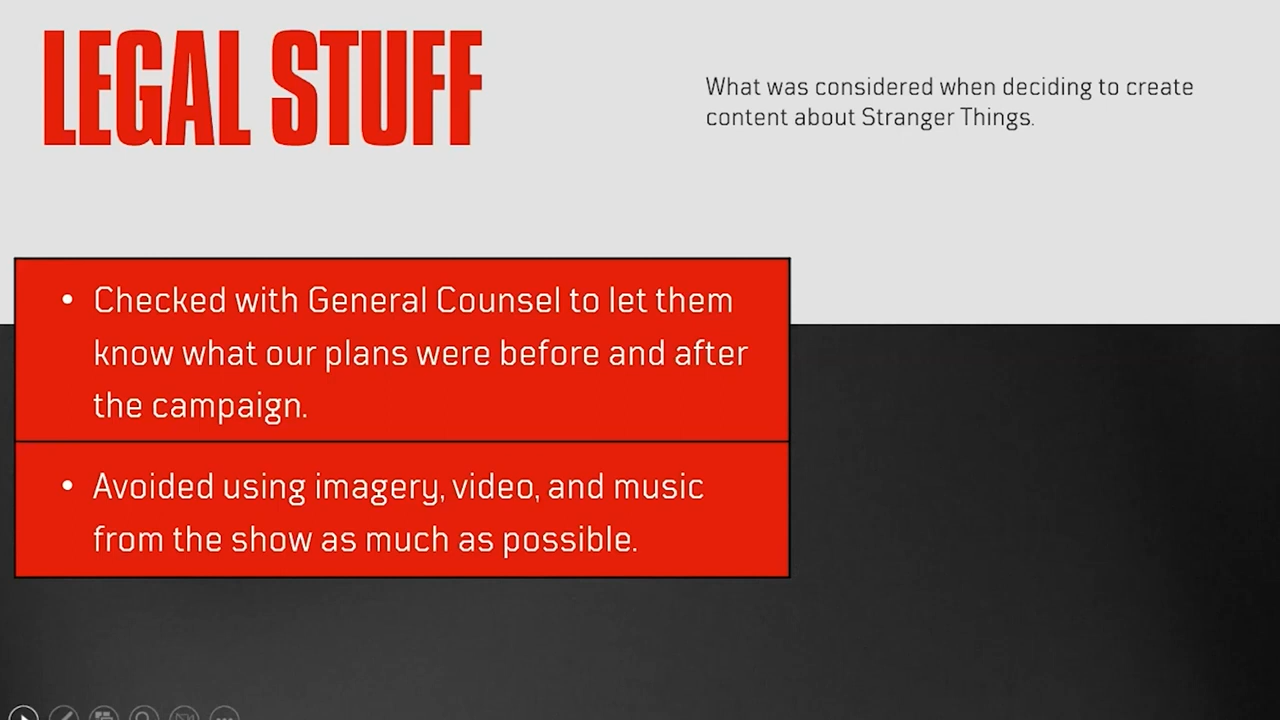 LEGAL STUFF
What was considered when deciding to create
content about Stranger Things.
• Checked with General Counsel to let them
know what our plans were before and after
the campaign.
• Avoided using imagery, video, and music
from the show as much as possible.